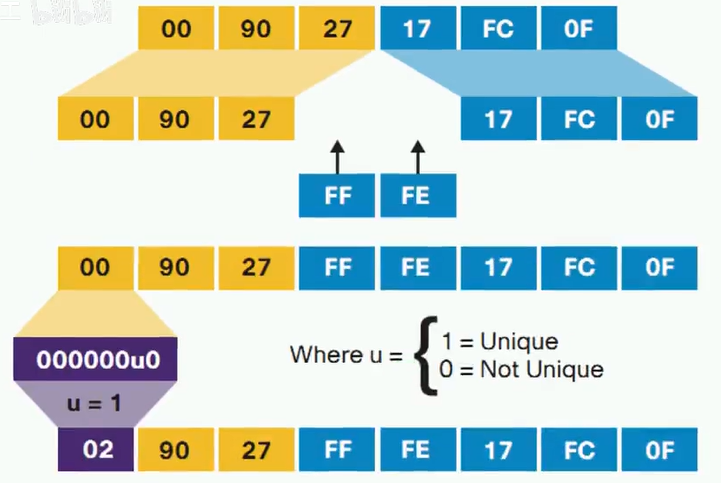 00 90 27 17 FC 0F
00 90 27 17 FC 0F
FF FE
00 90 27 FF FE 17 FC 0F
000000u0
Where u = { 1 = Unique
0 = Not Unique
u = 1
02 90 27 FF FE 17 FC 0F